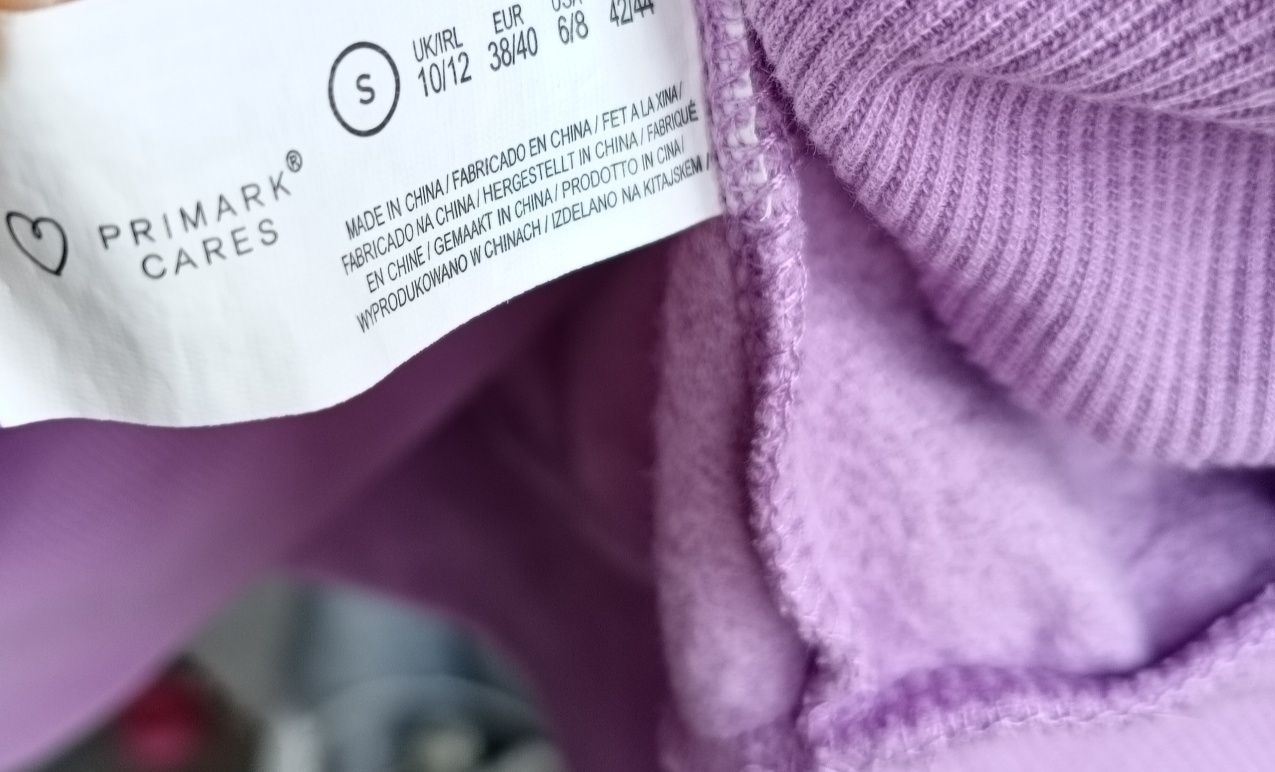 S
UK/IRL EUR USA
10/12 38/40 6/8 42/44
PRIMARK®
CARES
MADE IN CHINA / FABRICADO EN CHINA / FET A LA XINA /
FABRICADO NA CHINA / HERGESTELLT IN CHINA / FABRIQUÉ
EN CHINE / GEMAAKT IN CHINA / PRODOTTO IN CINA /
WYPRODUKOWANO W CHINACH / IZDELANO NA KITAJSKEM /